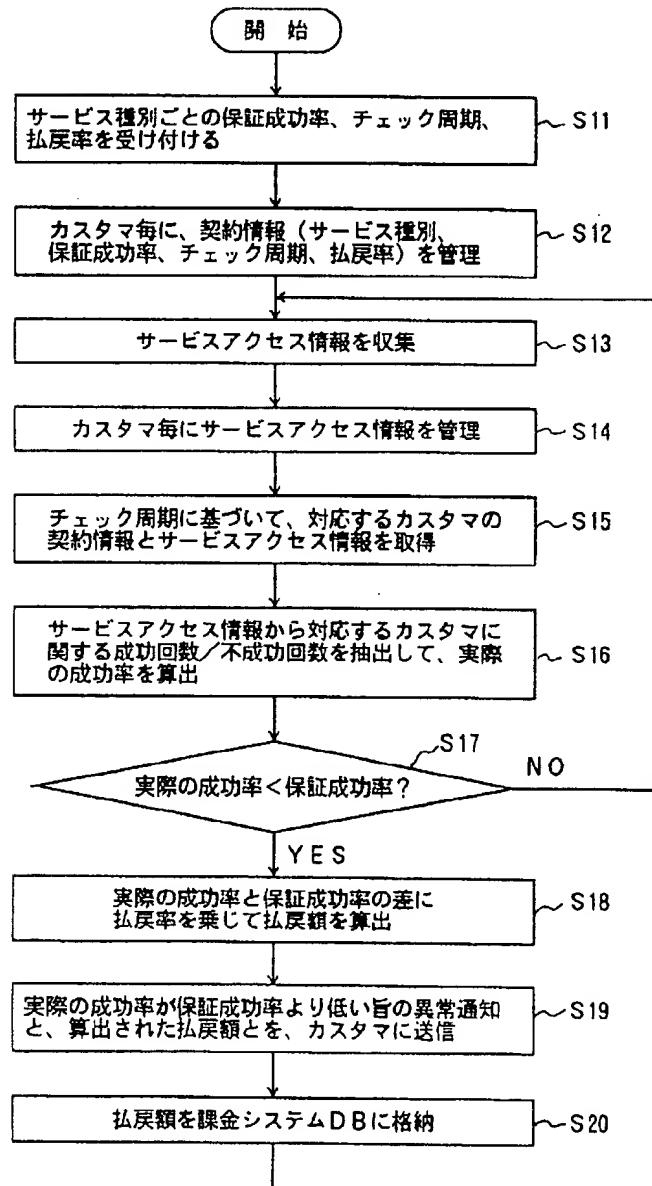 開始
サービス種別ごとの保証成功率、チェック周期、
払戻率を受け付ける
S11
カスタマ毎に、契約情報（サービス種別、
保証成功率、チェック周期、払戻率）を管理
S12
サービスアクセス情報を収集
S13
カスタマ毎にサービスアクセス情報を管理
S14
チェック周期に基づいて、対応するカスタマの
契約情報とサービスアクセス情報を取得
S15
サービスアクセス情報から対応するカスタマに
関する成功回数／不成功回数を抽出して、実際
の成功率を算出
S16
S17
実際の成功率＜保証成功率？
NO
YES
実際の成功率と保証成功率の差に
払戻率を乗じて払戻額を算出
S18
実際の成功率が保証成功率より低い旨の異常通知
と、算出された払戻額とを、カスタマに送信
S19
払戻額を課金システムDBに格納
S20